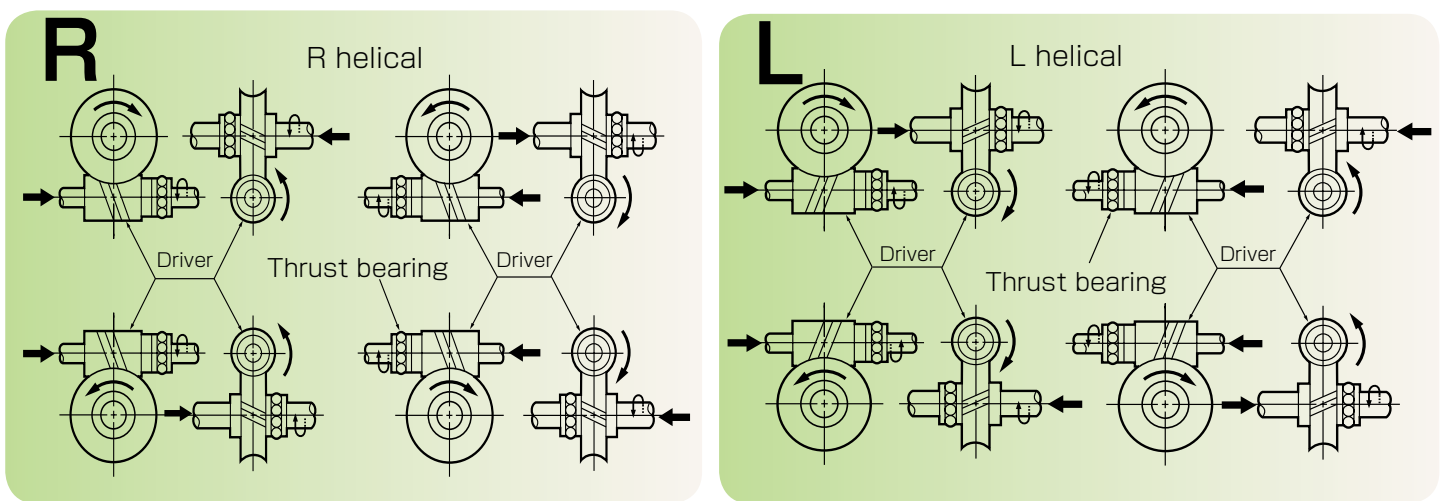 R
R helical
Driver
Thrust bearing
Driver
L
L helical
Driver
Thrust bearing
Driver